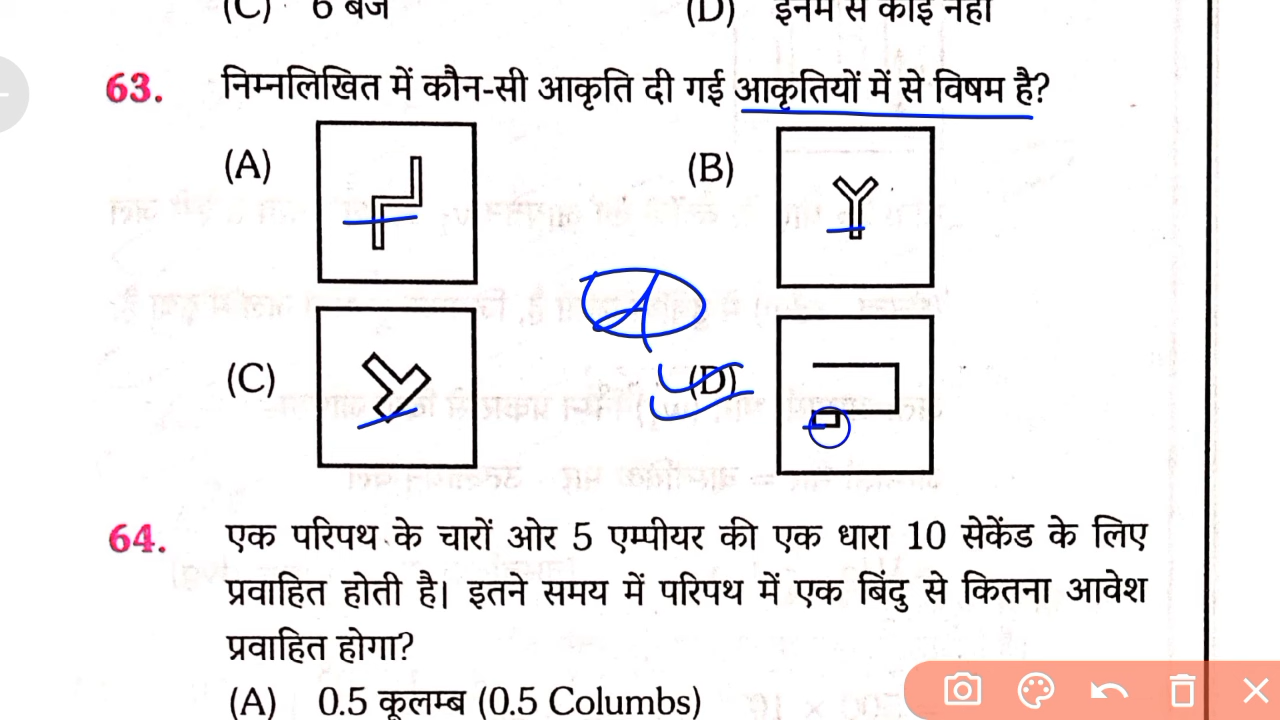 (C) 6 बजे (D) इनमें से कोई नहीं
63. निम्नलिखित में कौन-सी आकृति दी गई आकृतियों में से विषम है?
(A) (B)
A
(C) (D)
64. एक परिपथ के चारों ओर 5 एम्पीयर की एक धारा 10 सेकेंड के लिए
प्रवाहित होती है। इतने समय में परिपथ में एक बिंदु से कितना आवेश
प्रवाहित होगा?
(A) 0.5 कूलम्ब (0.5 Columbs)